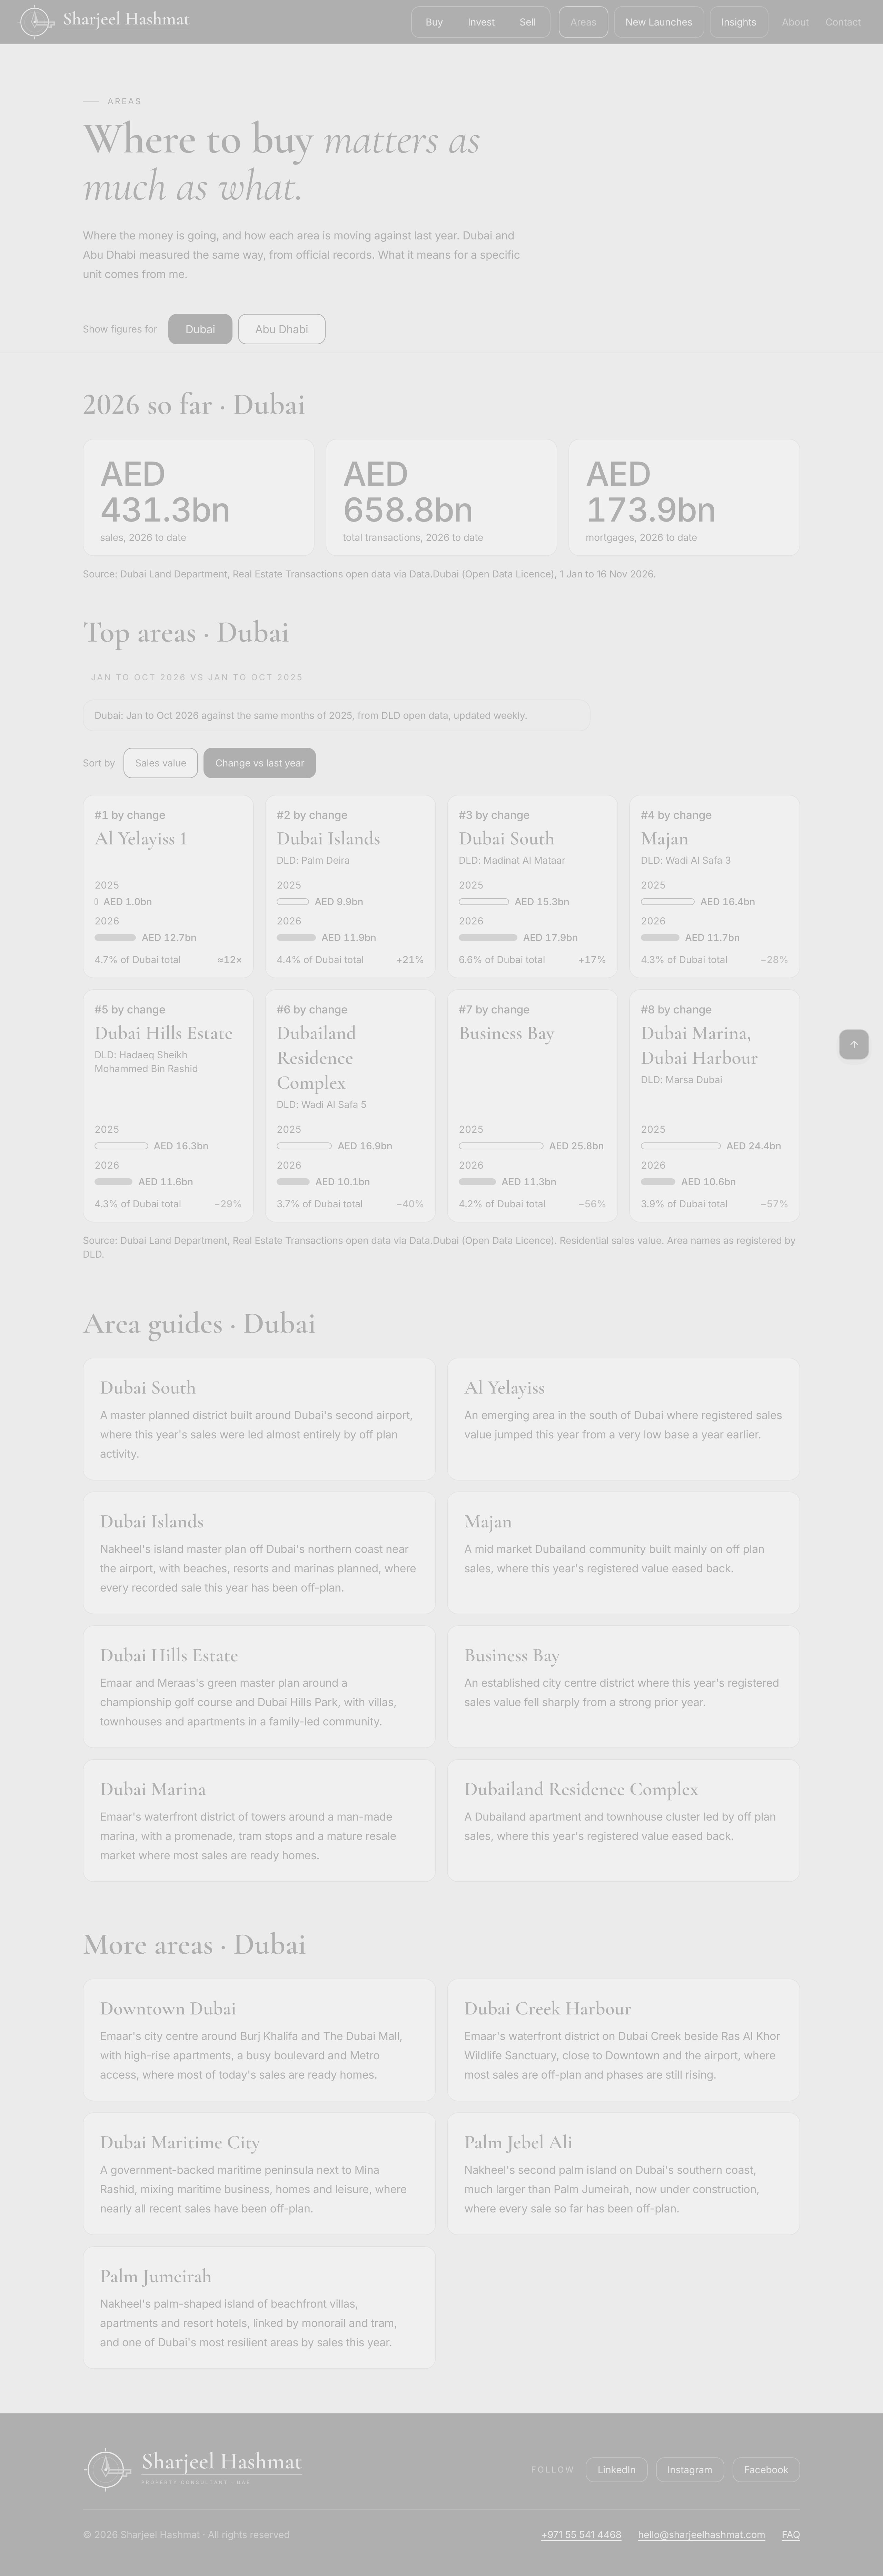 Sharjeel Hashmat
Buy Invest Sell Areas New Launches Insights About Contact
AREAS
Where to buy matters as
much as what.
Where the money is going, and how each area is moving against last year. Dubai and
Abu Dhabi measured the same way, from official records. What it means for a specific
unit comes from me.
Show figures for Dubai Abu Dhabi
2026 so far · Dubai
AED
431.3bn
sales, 2026 to date
AED
658.8bn
total transactions, 2026 to date
AED
173.9bn
mortgages, 2026 to date
Source: Dubai Land Department, Real Estate Transactions open data via Data.Dubai (Open Data Licence), 1 Jan to 16 Nov 2026.
Top areas · Dubai
JAN TO OCT 2026 VS JAN TO OCT 2025
Dubai: Jan to Oct 2026 against the same months of 2025, from DLD open data, updated weekly.
Sort by Sales value Change vs last year
#1 by change
Al Yelayiss 1
2025
AED 1.0bn
2026
AED 12.7bn
4.7% of Dubai total ≈12×
#2 by change
Dubai Islands
DLD: Palm Deira
2025
AED 9.9bn
2026
AED 11.9bn
4.4% of Dubai total +21%
#3 by change
Dubai South
DLD: Madinat Al Mataar
2025
AED 15.3bn
2026
AED 17.9bn
6.6% of Dubai total +17%
#4 by change
Majan
DLD: Wadi Al Safa 3
2025
AED 16.4bn
2026
AED 11.7bn
4.3% of Dubai total −28%
#5 by change
Dubai Hills Estate
DLD: Hadaeq Sheikh
Mohammed Bin Rashid
2025
AED 16.3bn
2026
AED 11.6bn
4.3% of Dubai total −29%
#6 by change
Dubailand
Residence
Complex
DLD: Wadi Al Safa 5
2025
AED 16.9bn
2026
AED 10.1bn
3.7% of Dubai total −40%
#7 by change
Business Bay
2025
AED 25.8bn
2026
AED 11.3bn
4.2% of Dubai total −56%
#8 by change
Dubai Marina,
Dubai Harbour
DLD: Marsa Dubai
2025
AED 24.4bn
2026
AED 10.6bn
3.9% of Dubai total −57%
Source: Dubai Land Department, Real Estate Transactions open data via Data.Dubai (Open Data Licence). Residential sales value. Area names as registered by
DLD.
Area guides · Dubai
Dubai South
A master planned district built around Dubai's second airport,
where this year's sales were led almost entirely by off plan
activity.
Al Yelayiss
An emerging area in the south of Dubai where registered sales
value jumped this year from a very low base a year earlier.
Dubai Islands
Nakheel's island master plan off Dubai's northern coast near
the airport, with beaches, resorts and marinas planned, where
every recorded sale this year has been off-plan.
Majan
A mid market Dubailand community built mainly on off plan
sales, where this year's registered value eased back.
Dubai Hills Estate
Emaar and Meraas's green master plan around a
championship golf course and Dubai Hills Park, with villas,
townhouses and apartments in a family-led community.
Business Bay
An established city centre district where this year's registered
sales value fell sharply from a strong prior year.
Dubai Marina
Emaar's waterfront district of towers around a man-made
marina, with a promenade, tram stops and a mature resale
market where most sales are ready homes.
Dubailand Residence Complex
A Dubailand apartment and townhouse cluster led by off plan
sales, where this year's registered value eased back.
More areas · Dubai
Downtown Dubai
Emaar's city centre around Burj Khalifa and The Dubai Mall,
with high-rise apartments, a busy boulevard and Metro
access, where most of today's sales are ready homes.
Dubai Creek Harbour
Emaar's waterfront district on Dubai Creek beside Ras Al Khor
Wildlife Sanctuary, close to Downtown and the airport, where
most sales are off-plan and phases are still rising.
Dubai Maritime City
A government-backed maritime peninsula next to Mina
Rashid, mixing maritime business, homes and leisure, where
nearly all recent sales have been off-plan.
Palm Jebel Ali
Nakheel's second palm island on Dubai's southern coast,
much larger than Palm Jumeirah, now under construction,
where every sale so far has been off-plan.
Palm Jumeirah
Nakheel's palm-shaped island of beachfront villas,
apartments and resort hotels, linked by monorail and tram,
and one of Dubai's most resilient areas by sales this year.
Sharjeel Hashmat
PROPERTY CONSULTANT · UAE
FOLLOW LinkedIn Instagram Facebook
© 2026 Sharjeel Hashmat · All rights reserved
+971 55 541 4468 hello@sharjeelhashmat.com FAQ